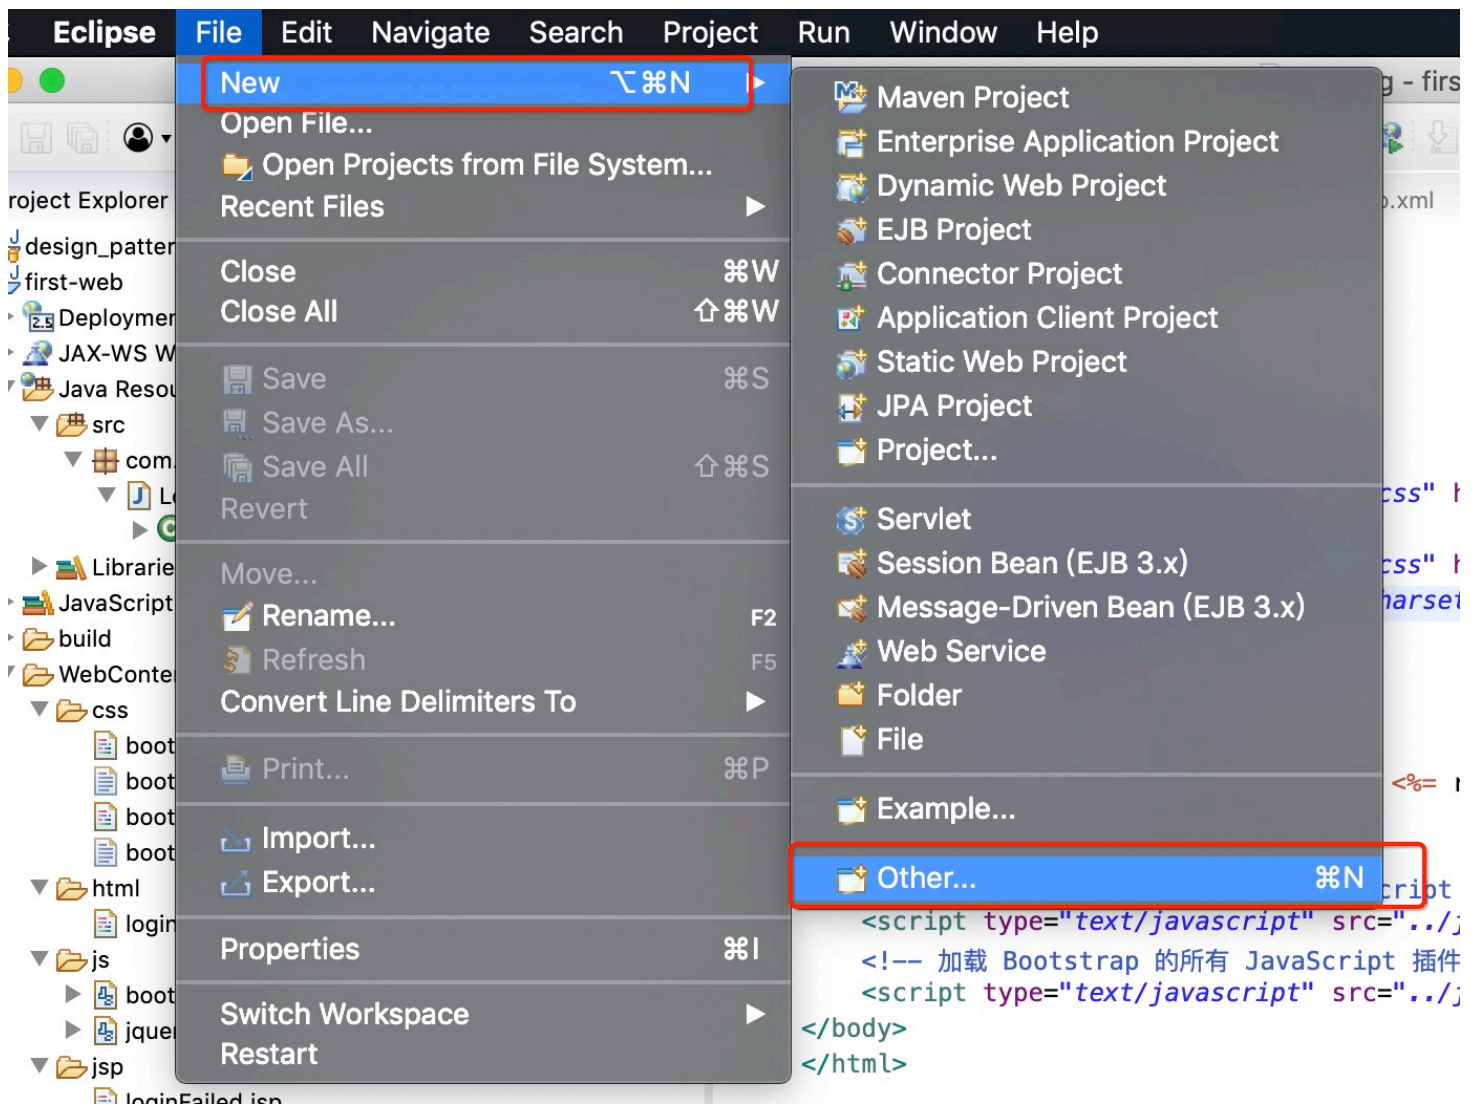 Eclipse File Edit Navigate Search Project Run Window Help
New ⌥⌘N
Open File...
Open Projects from File System...
Recent Files
Close ⌘W
Close All ⇧⌘W
Save ⌘S
Save As...
Save All ⇧⌘S
Revert
Move...
Rename... F2
Refresh F5
Convert Line Delimiters To
Print... ⌘P
Import...
Export...
Properties ⌘I
Switch Workspace
Restart
Maven Project
Enterprise Application Project
Dynamic Web Project
EJB Project
Connector Project
Application Client Project
Static Web Project
JPA Project
Project...
Servlet
Session Bean (EJB 3.x)
Message-Driven Bean (EJB 3.x)
Web Service
Folder
File
Example...
Other... ⌘N
roject Explorer
design_patter
first-web
2.5 Deploymer
JAX-WS W
Java Resou
src
com.
Librarie
JavaScript
build
WebConte
css
boot
boot
boot
boot
html
login
js
boot
jque
jsp
loginFailed.jsp
g - firs
.xml
css" h
css" h
harset
<%= r
cript
<script type="text/javascript" src="../j
<!-- 加载 Bootstrap 的所有 JavaScript 插件
<script type="text/javascript" src="../j
</body>
</html>